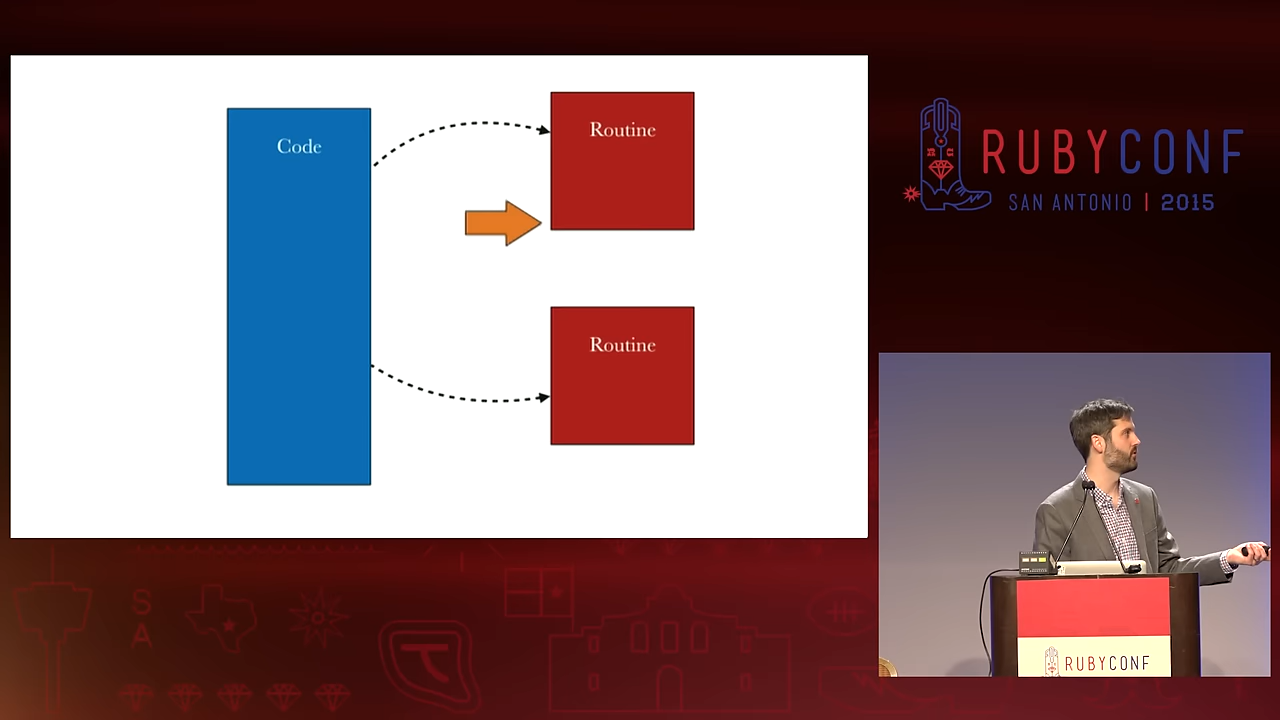 Code
Routine
Routine
RUBYCONF
SAN ANTONIO | 2015
S
A
RUBYCONF